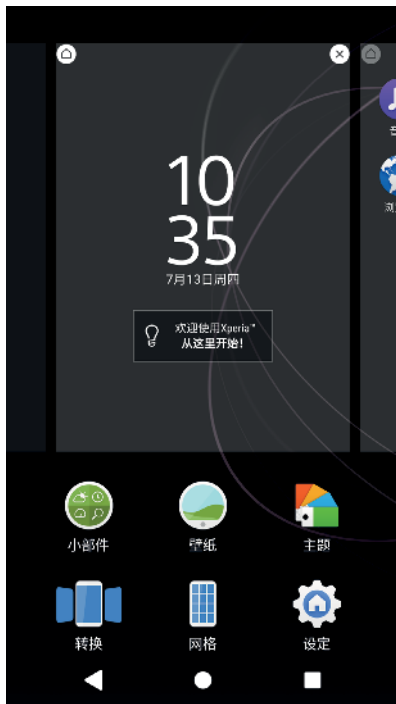 10
35
7月13日周四
欢迎使用Xperia™
从这里开始!
小部件
壁纸
主题
转换
网格
设定